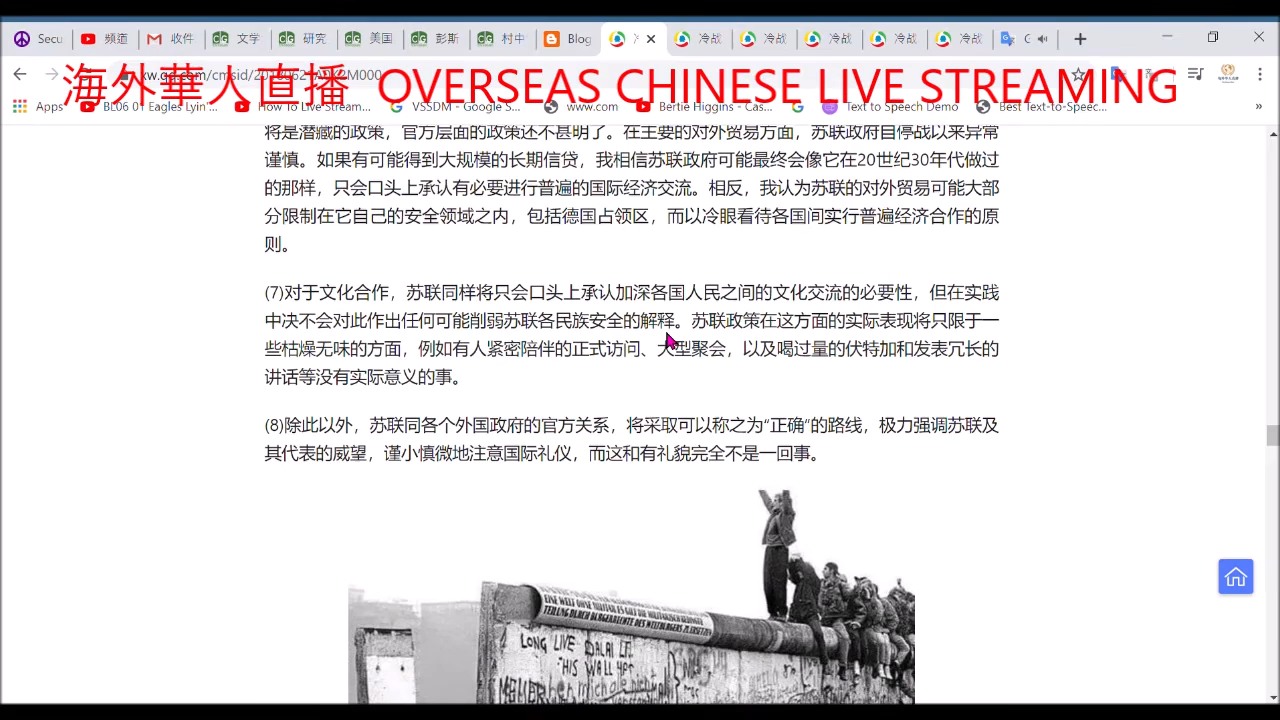 Secu
频道
收件
文学
研究
美国
彭斯
村中
Blog
冷战
冷战
冷战
冷战
冷战
海外華人直播 OVERSEAS CHINESE LIVE STREAMING
Apps
BL06 01 Eagles Lyin'...
How To Live Stream...
VSSDM - Google S...
www.com
Bertie Higgins - Cas...
Text to Speech Demo
Best Text-to-Speec...
»
将是潜藏的政策，官方层面的政策还不甚明了。在主要的对外贸易方面，苏联政府自停战以来异常
谨慎。如果有可能得到大规模的长期信贷，我相信苏联政府可能最终会像它在20世纪30年代做过
的那样，只会口头上承认有必要进行普遍的国际经济交流。相反，我认为苏联的对外贸易可能大部
分限制在它自己的安全领域之内，包括德国占领区，而以冷眼看待各国间实行普遍经济合作的原
则。
(7)对于文化合作，苏联同样将只会口头上承认加深各国人民之间的文化交流的必要性，但在实践
中决不会对此作出任何可能削弱苏联各民族安全的解释。苏联政策在这方面的实际表现将只限于一
些枯燥无味的方面，例如有人紧密陪伴的正式访问、大型聚会，以及喝过量的伏特加和发表冗长的
讲话等没有实际意义的事。
(8)除此以外，苏联同各个外国政府的官方关系，将采取可以称之为“正确”的路线，极力强调苏联及
其代表的威望，谨小慎微地注意国际礼仪，而这和有礼貌完全不是一回事。
LONG LIVE DALAI